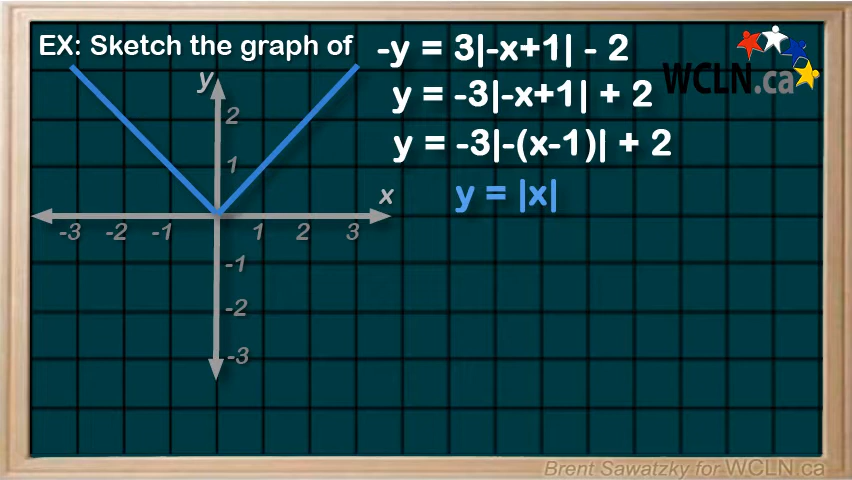 EX: Sketch the graph of -y = 3|-x+1| - 2
y = -3|-x+1| + 2
WCLN.ca
y = -3|-(x-1)| + 2
y = |x|
y
2
1
x
-3 -2 -1 1 2 3
-1
-2
-3
Brent Sawatzky for WCLN.ca